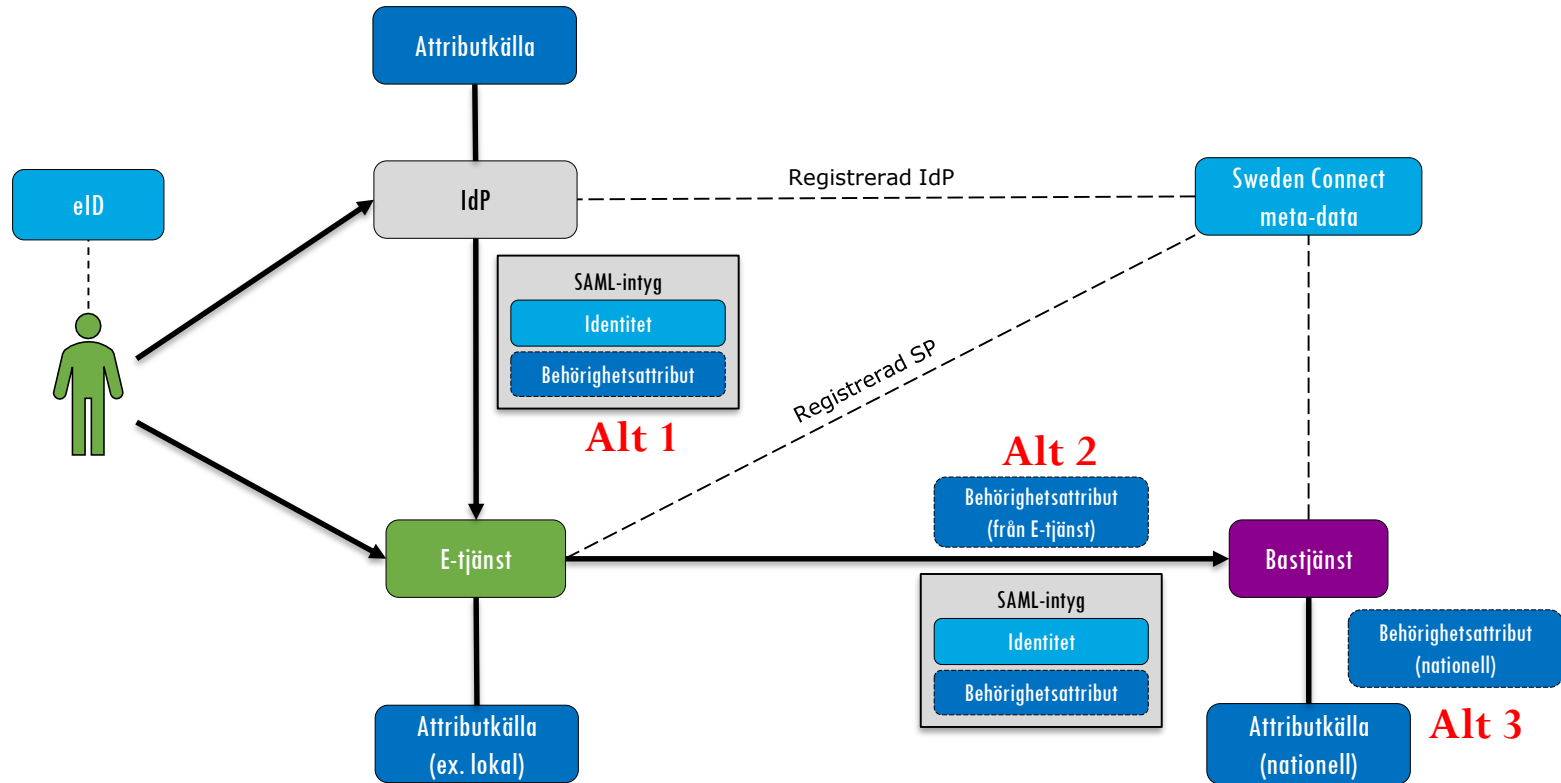 Attributkälla
eID
IdP
Registrerad IdP
Sweden Connect
meta-data
SAML-intyg
Identitet
Behörighetsattribut
Alt 1
Registrerad SP
Alt 2
Behörighetsattribut
(från E-tjänst)
E-tjänst
Bastjänst
SAML-intyg
Identitet
Behörighetsattribut
Behörighetsattribut
(nationell)
Alt 3
Attributkälla
(ex. lokal)
Attributkälla
(nationell)